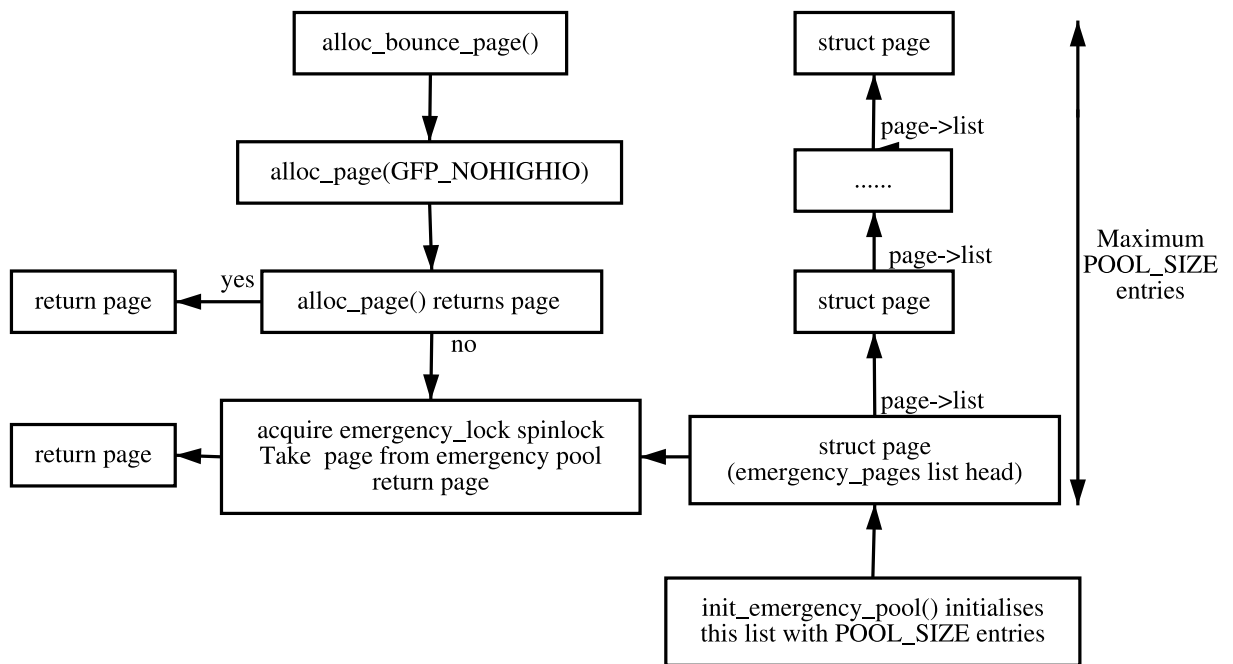 alloc_bounce_page()
struct page
page->list
alloc_page(GFP_NOHIGHIO)
......
Maximum
POOL_SIZE
entries
page->list
yes
return page
alloc_page() returns page
struct page
no
page->list
return page
acquire emergency_lock spinlock
Take  page from emergency pool
return page
struct page
(emergency_pages list head)
init_emergency_pool() initialises
this list with POOL_SIZE entries